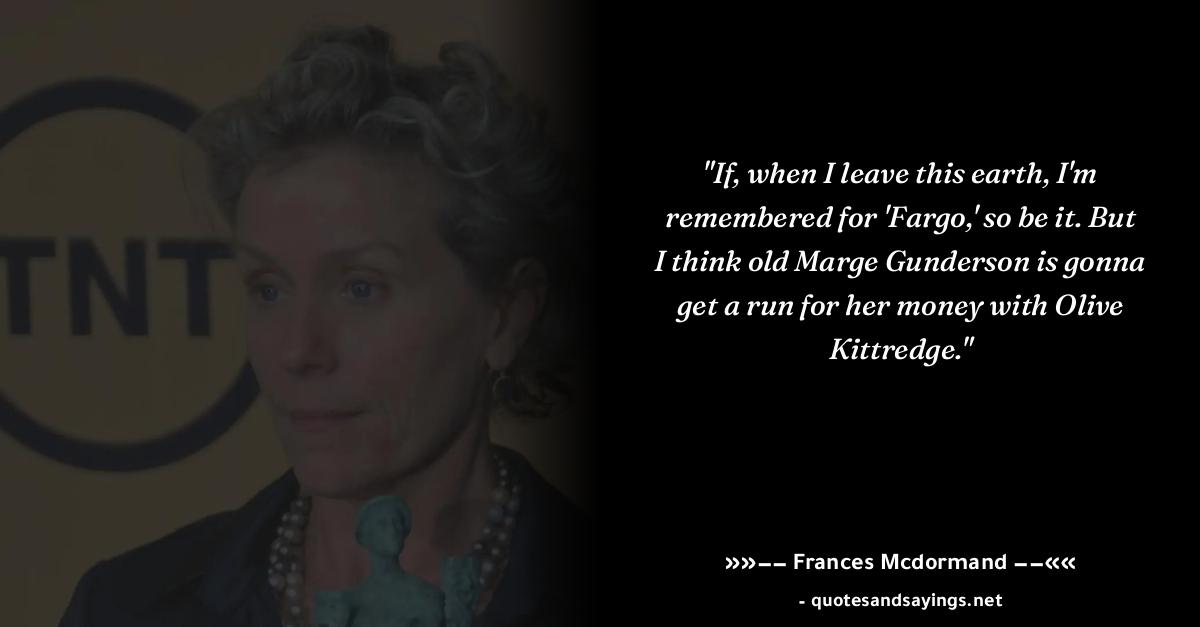 TNT
"If, when I leave this earth, I'm
remembered for 'Fargo,' so be it. But
I think old Marge Gunderson is gonna
get a run for her money with Olive
Kittredge."
»»–– Frances Mcdormand ––««
- quotesandsayings.net